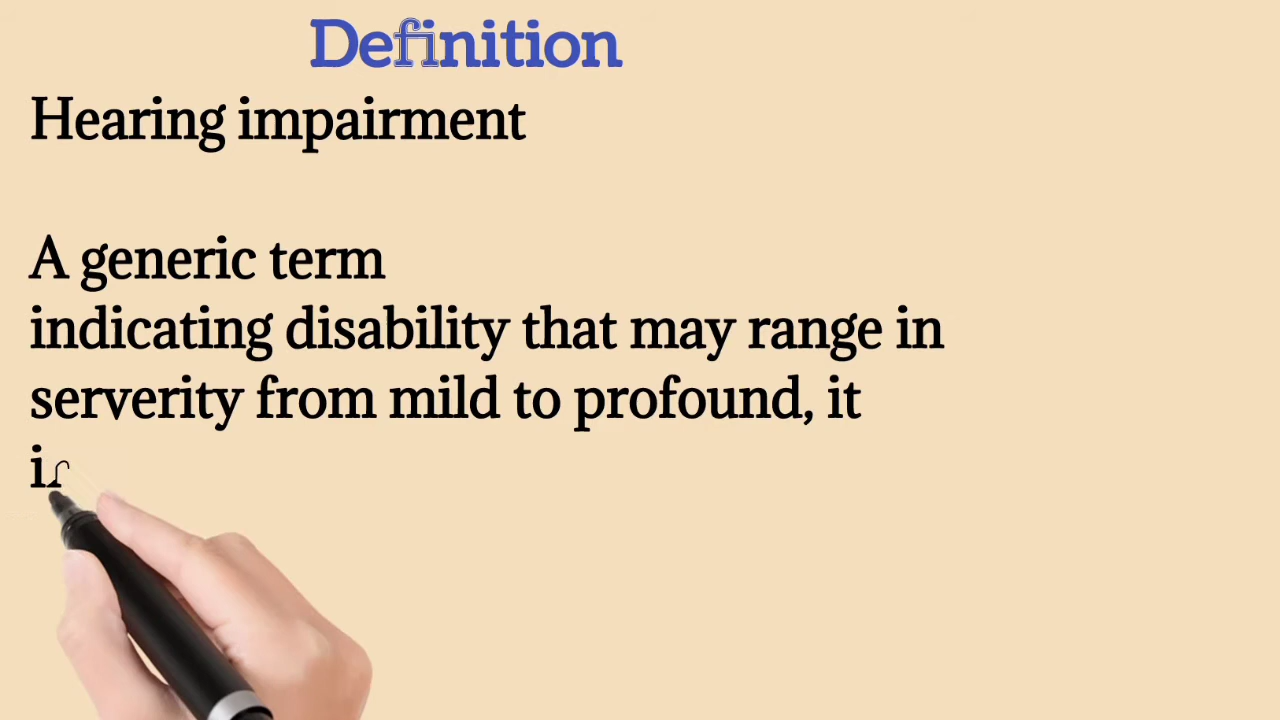 Definition
Hearing impairment
A generic term
indicating disability that may range in
serverity from mild to profound, it